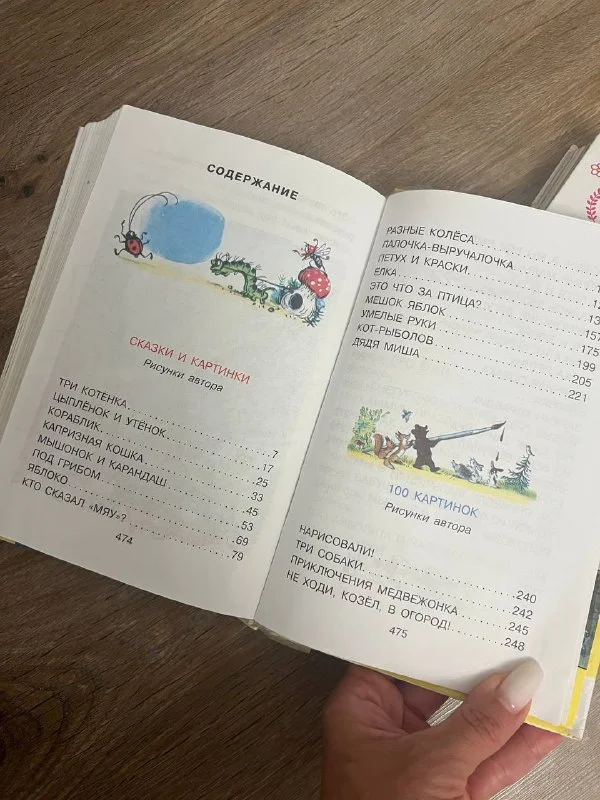 СОДЕРЖАНИЕ
СКАЗКИ И КАРТИНКИ
Рисунки автора
ТРИ КОТЁНКА.......7
ЦЫПЛЁНОК И УТЁНОК.......17
КОРАБЛИК.......25
КАПРИЗНАЯ КОШКА.......33
МЫШОНОК И КАРАНДАШ.......45
ПОД ГРИБОМ.......53
ЯБЛОКО.......69
КТО СКАЗАЛ «МЯУ»?.......79
474
РАЗНЫЕ КОЛЁСА.......
ПАЛОЧКА-ВЫРУЧАЛОЧКА.......
ПЕТУХ И КРАСКИ.......
ЁЛКА.......
ЭТО ЧТО ЗА ПТИЦА?.......157
МЕШОК ЯБЛОК.......175
УМЕЛЫЕ РУКИ.......199
КОТ-РЫБОЛОВ.......205
ДЯДЯ МИША.......221
100 КАРТИНОК
Рисунки автора
НАРИСОВАЛИ!.......240
ТРИ СОБАКИ.......242
ПРИКЛЮЧЕНИЯ МЕДВЕЖОНКА.......245
НЕ ХОДИ, КОЗЁЛ, В ОГОРОД!.......248
475